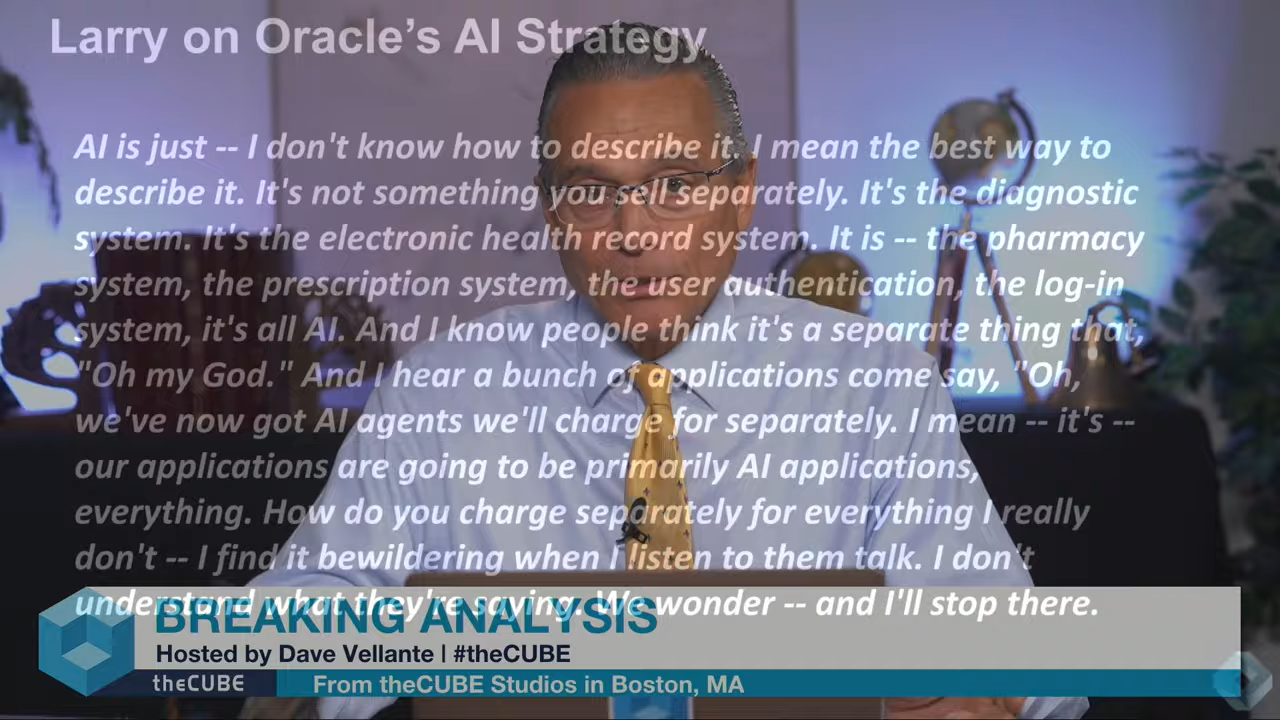 Larry on Oracle's AI Strategy
AI is just -- I don't know how to describe it. I mean the best way to
describe it. It's not something you sell separately. It's the diagnostic
system. It's the electronic health record system. It is -- the pharmacy
system, the prescription system, the user authentication, the log-in
system, it's all AI. And I know people think it's a separate thing that,
"Oh my God." And I hear a bunch of applications come say, "Oh,
we've now got AI agents we'll charge for separately. I mean -- it's --
our applications are going to be primarily AI applications,
everything. How do you charge separately for everything I really
don't -- I find it bewildering when I listen to them talk. I don't
understand what they're saying. We wonder -- and I'll stop there.
BREAKING ANALYSIS
Hosted by Dave Vellante | #theCUBE
theCUBE
From theCUBE Studios in Boston, MA